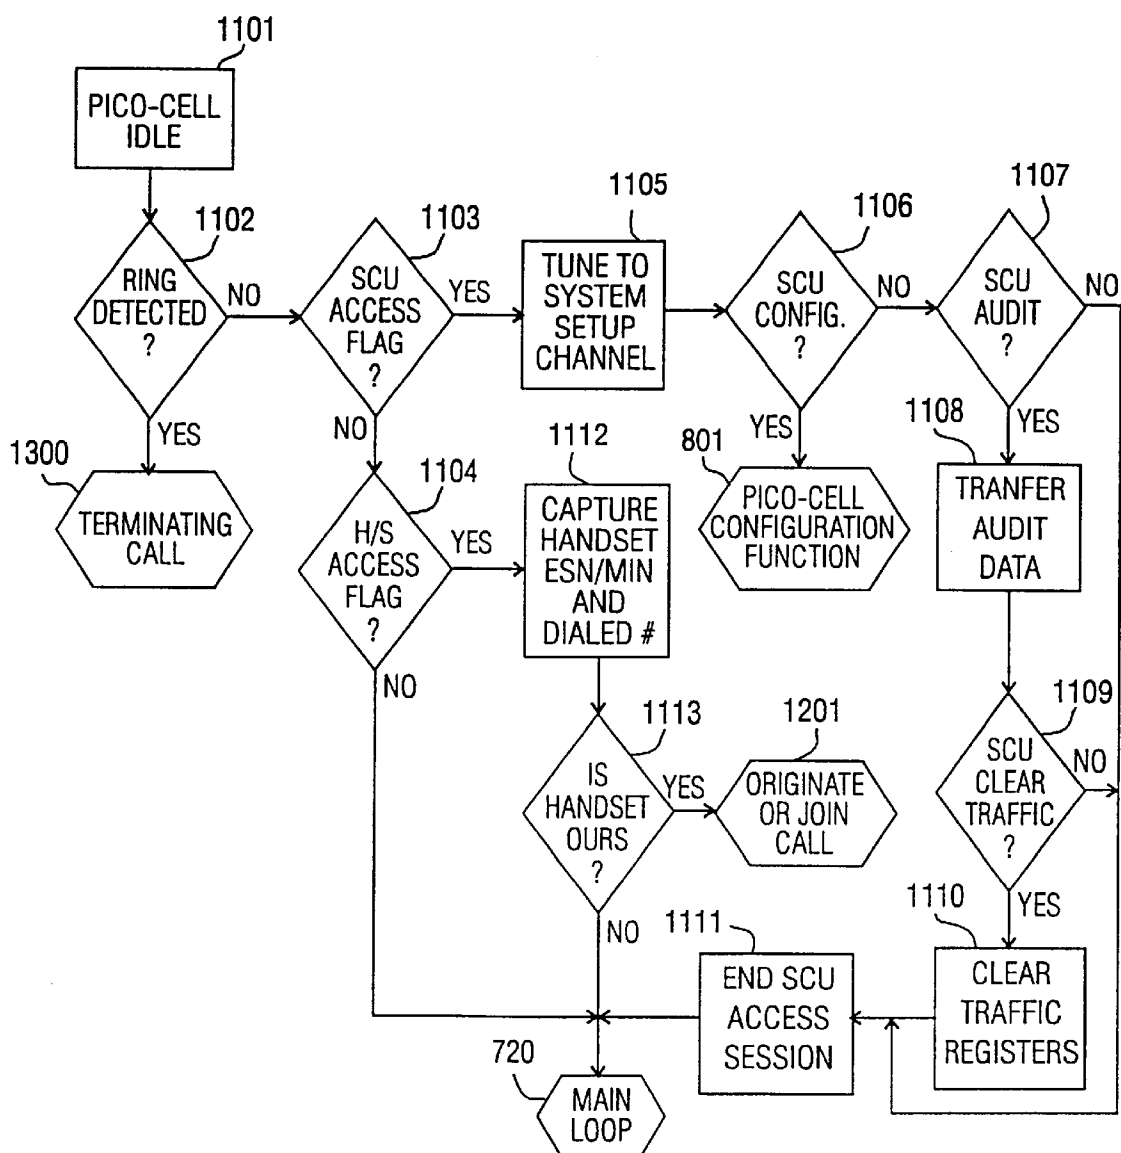 1101
PICO-CELL
IDLE
1102
RING
DETECTED
?
NO
YES
1300
TERMINATING
CALL
1103
SCU
ACCESS
FLAG
?
YES
NO
1104
H/S
ACCESS
FLAG
?
YES
NO
1105
TUNE TO
SYSTEM
SETUP
CHANNEL
1106
SCU
CONFIG.
?
NO
YES
801
PICO-CELL
CONFIGURATION
FUNCTION
1107
SCU
AUDIT
?
NO
YES
1108
TRANFER
AUDIT
DATA
1112
CAPTURE
HANDSET
ESN/MIN
AND
DIALED #
1113
IS
HANDSET
OURS
?
YES
NO
1201
ORIGINATE
OR JOIN
CALL
1109
SCU
CLEAR
TRAFFIC
?
NO
YES
1110
CLEAR
TRAFFIC
REGISTERS
1111
END SCU
ACCESS
SESSION
720
MAIN
LOOP